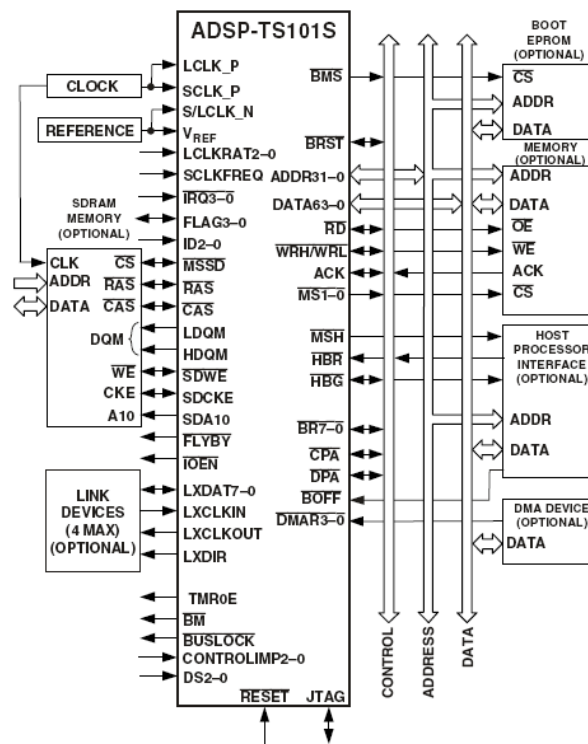 ADSP-TS101S
CLOCK
REFERENCE
LCLK_P
SCLK_P
S/LCLK_N
VREF
LCLKRAT2-0
SCLKFREQ
IRQ3-0
FLAG3-0
ID2-0
MSSD
RAS
CAS
LDQM
HDQM
SDWE
SDCKE
SDA10
FLYBY
IOEN
LXDAT7-0
LXCLKIN
LXCLKOUT
LXDIR
TMR0E
BM
BUSLOCK
CONTROLIMP2-0
DS2-0
SDRAM
MEMORY
(OPTIONAL)
CLK
CS
ADDR
RAS
DATA
CAS
DQM
WE
CKE
A10
LINK
DEVICES
(4 MAX)
(OPTIONAL)
BMS
BRST
ADDR31-0
DATA63-0
RD
WRH/WRL
ACK
MS1-0
MSH
HBR
HBG
BR7-0
CPA
DPA
BOFF
DMAR3-0
RESET
JTAG
CONTROL
ADDRESS
DATA
BOOT
EPROM
(OPTIONAL)
CS
ADDR
DATA
MEMORY
(OPTIONAL)
ADDR
DATA
OE
WE
ACK
CS
HOST
PROCESSOR
INTERFACE
(OPTIONAL)
ADDR
DATA
DMA DEVICE
(OPTIONAL)
DATA